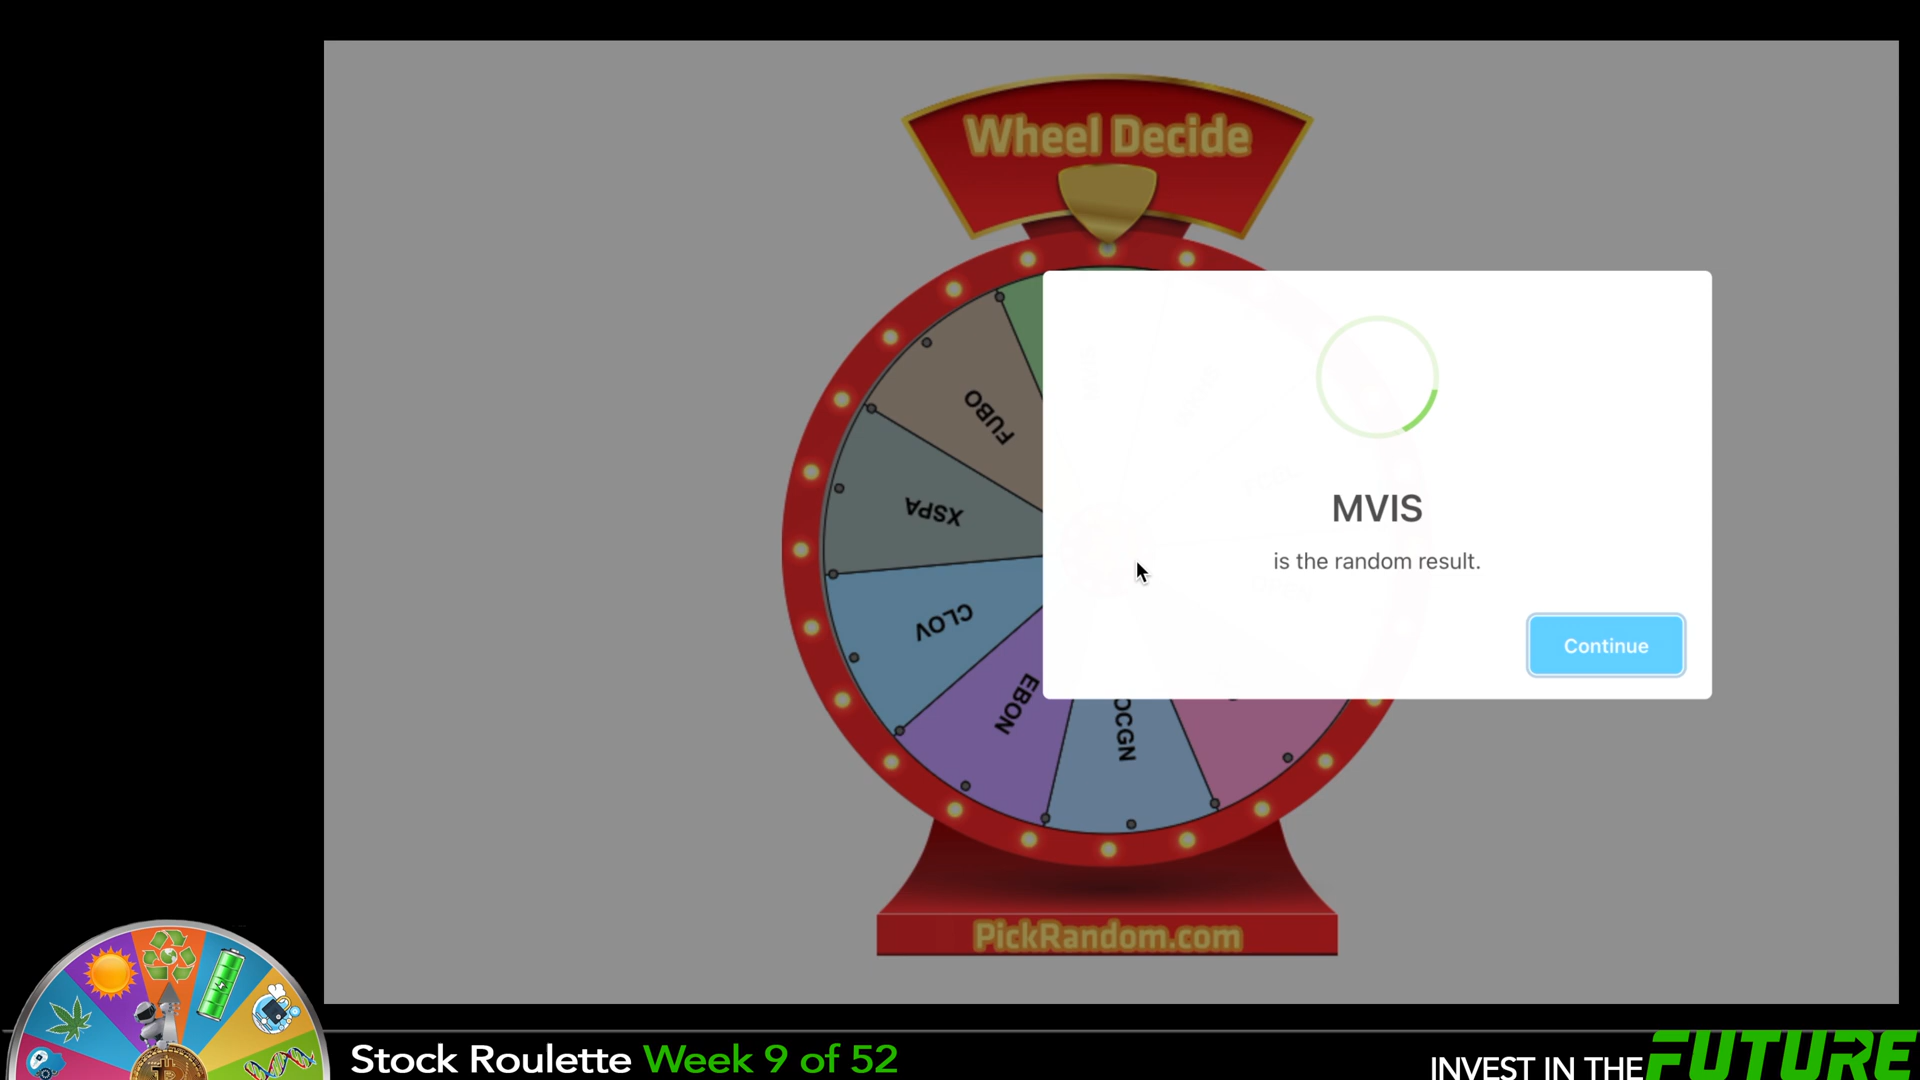 Wheel Decide
FUBO
XSPA
CLOV
EBON
OCGN
MVIS
is the random result.
Continue
PickRandom.com
Stock Roulette Week 9 of 52
INVEST IN THE FUTURE